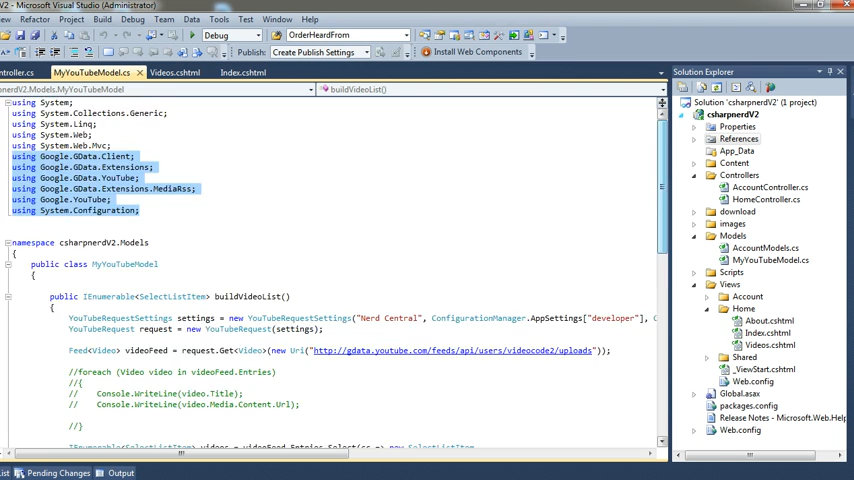 V2 - Microsoft Visual Studio
Refactor Project Build Debug Team Data Tools Test Window Help
Debug OrderHeardFrom
Publish: Create Publish Settings Install Web Components
MyYouTubeModel.cs Videos.cshtml Index.cshtml
nerdV2.Models.MyYouTubeModel buildVideoList()
using System;
using System.Collections.Generic;
using System.Linq;
using System.Web;
using System.Web.Mvc;
using Google.GData.Client;
using Google.GData.Extensions;
using Google.GData.YouTube;
using Google.GData.Extensions.MediaRss;
using Google.YouTube;
using System.Configuration;
namespace csharpnerdV2.Models
{
public class MyYouTubeModel
{
public IEnumerable<SelectListItem> buildVideoList()
{
YouTubeRequestSettings settings = new YouTubeRequestSettings("Nerd Central", ConfigurationManager.AppSettings["developer"], C
YouTubeRequest request = new YouTubeRequest(settings);
Feed<Video> videoFeed = request.Get<Video>(new Uri("http://gdata.youtube.com/feeds/api/users/videocode2/uploads"));
//foreach (Video video in videoFeed.Entries)
//{
// Console.WriteLine(video.Title);
// Console.WriteLine(video.Media.Content.Url);
//}
Pending Changes Output
Solution Explorer
Solution 'csharpnerdV2' (1 project)
csharpnerdV2
Properties
References
App_Data
Content
Controllers
AccountController.cs
HomeController.cs
download
images
Models
AccountModels.cs
MyYouTubeModel.cs
Scripts
Views
Account
Home
About.cshtml
Index.cshtml
Videos.cshtml
Shared
_ViewStart.cshtml
Web.config
Global.asax
packages.config
Release Notes - Microsoft.Web.Help
Web.config